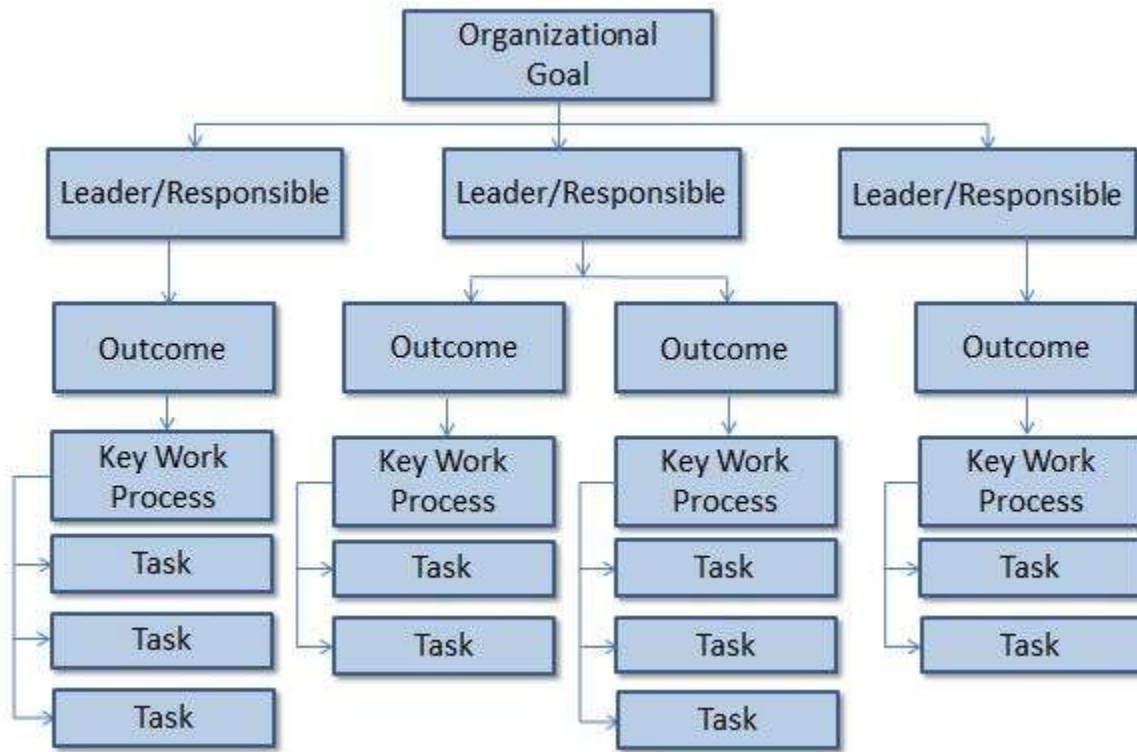 Organizational
Goal
Leader/Responsible
Leader/Responsible
Leader/Responsible
Outcome
Outcome
Outcome
Outcome
Key Work
Process
Key Work
Process
Key Work
Process
Key Work
Process
Task
Task
Task
Task
Task
Task
Task
Task
Task
Task